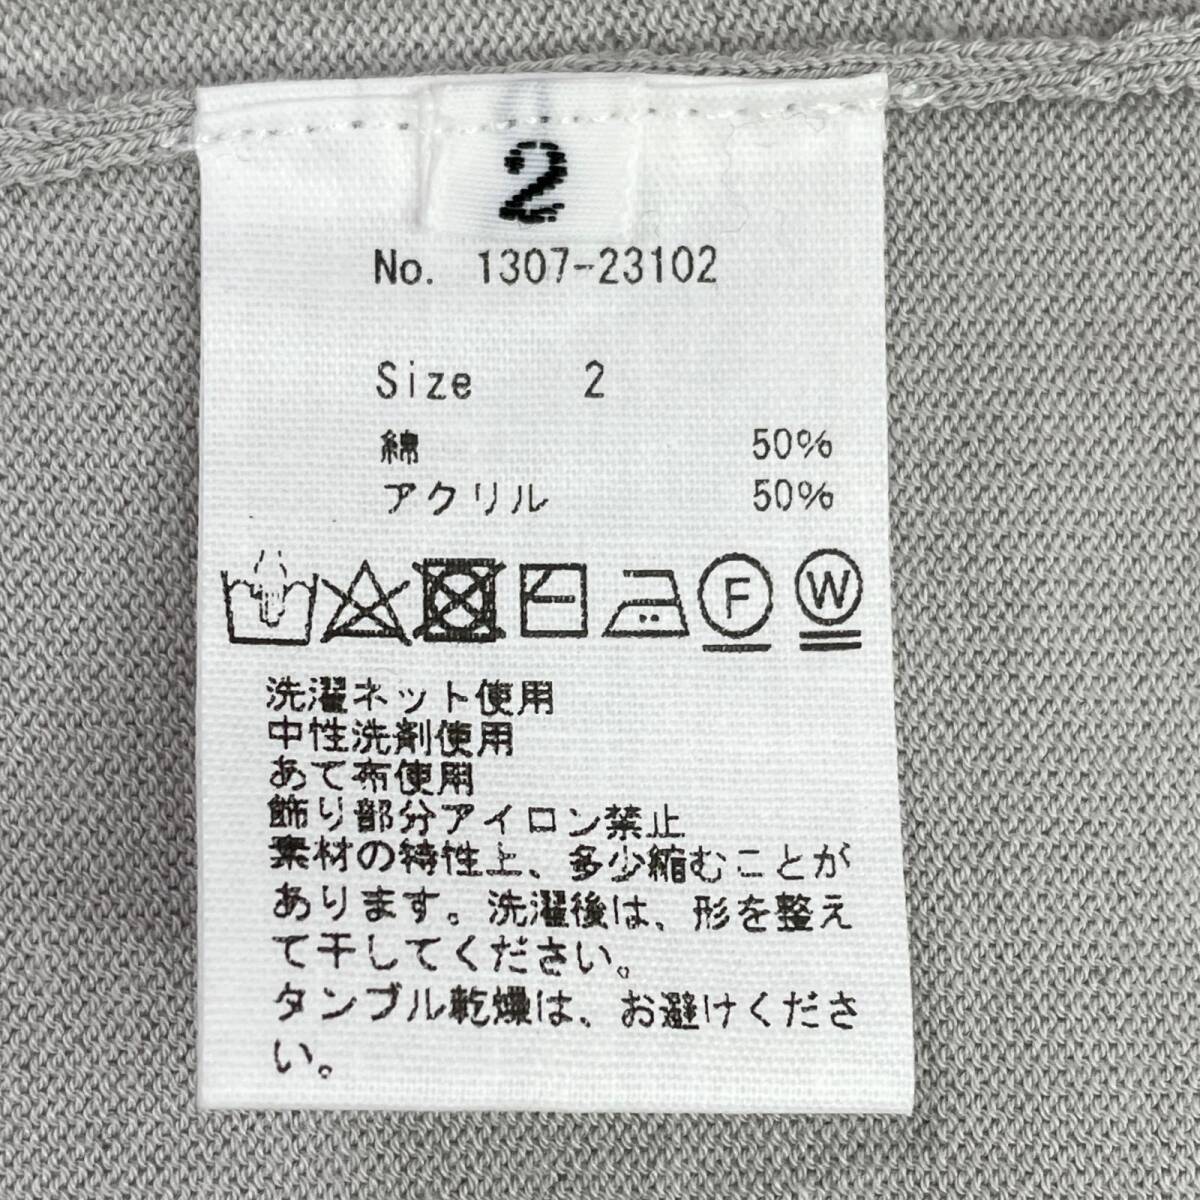 2
No. 1307-23102
Size 2
綿 50%
アクリル 50%
F W
洗濯ネット使用
中性洗剤使用
あて布使用
飾り部分アイロン禁止
素材の特性上、多少縮むことが
あります。洗濯後は、形を整え
て干してください。
タンブル乾燥は、お避けくださ
い。